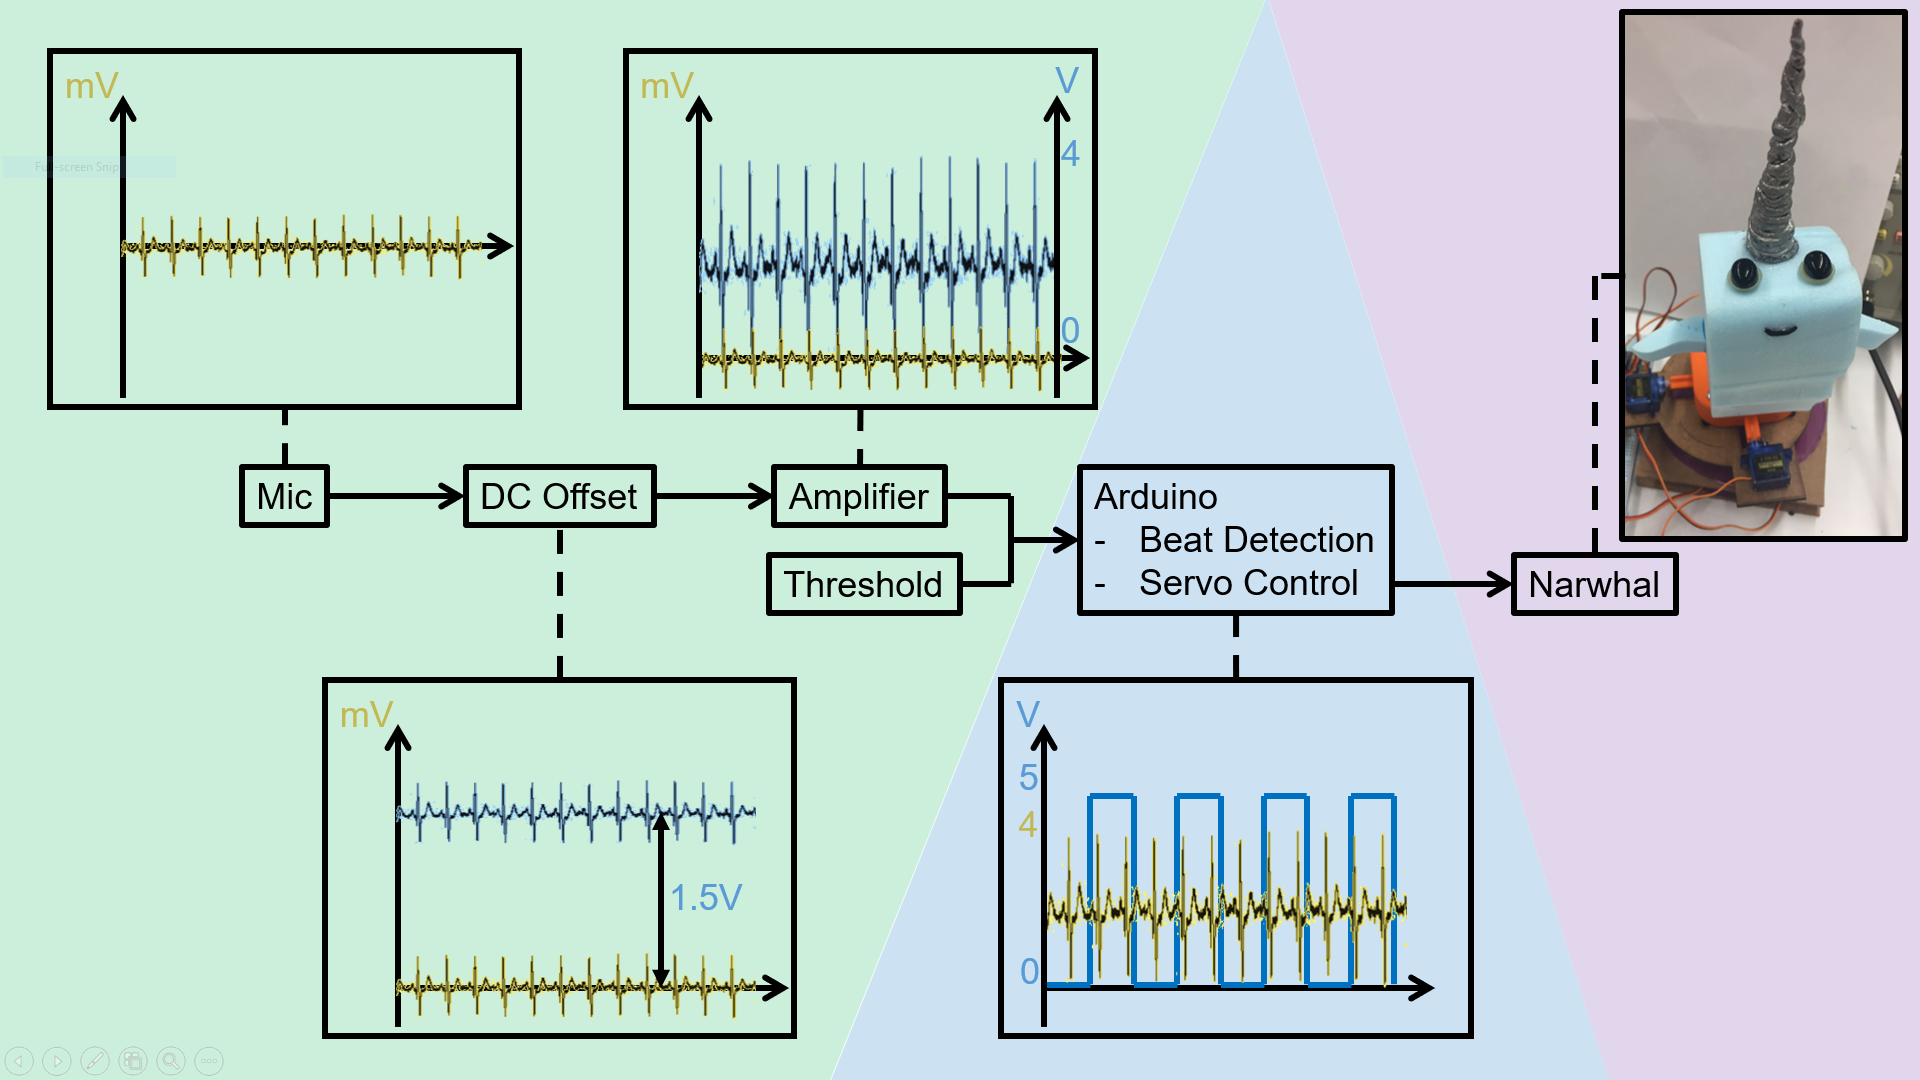 mV
Full-screen Snip
mV
V
4
0
Mic
DC Offset
Amplifier
Threshold
Arduino
- Beat Detection
- Servo Control
Narwhal
mV
1.5V
V
5
4
0